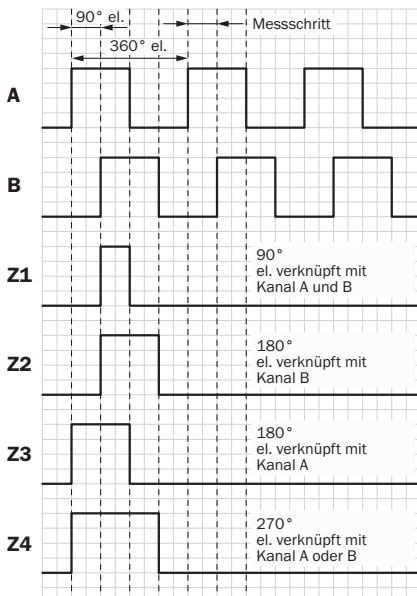 90° el.
Messschritt
360° el.
A
B
Z1
90°
el. verknüpft mit
Kanal A und B
Z2
180°
el. verknüpft mit
Kanal B
Z3
180°
el. verknüpft mit
Kanal A
Z4
270°
el. verknüpft mit
Kanal A oder B